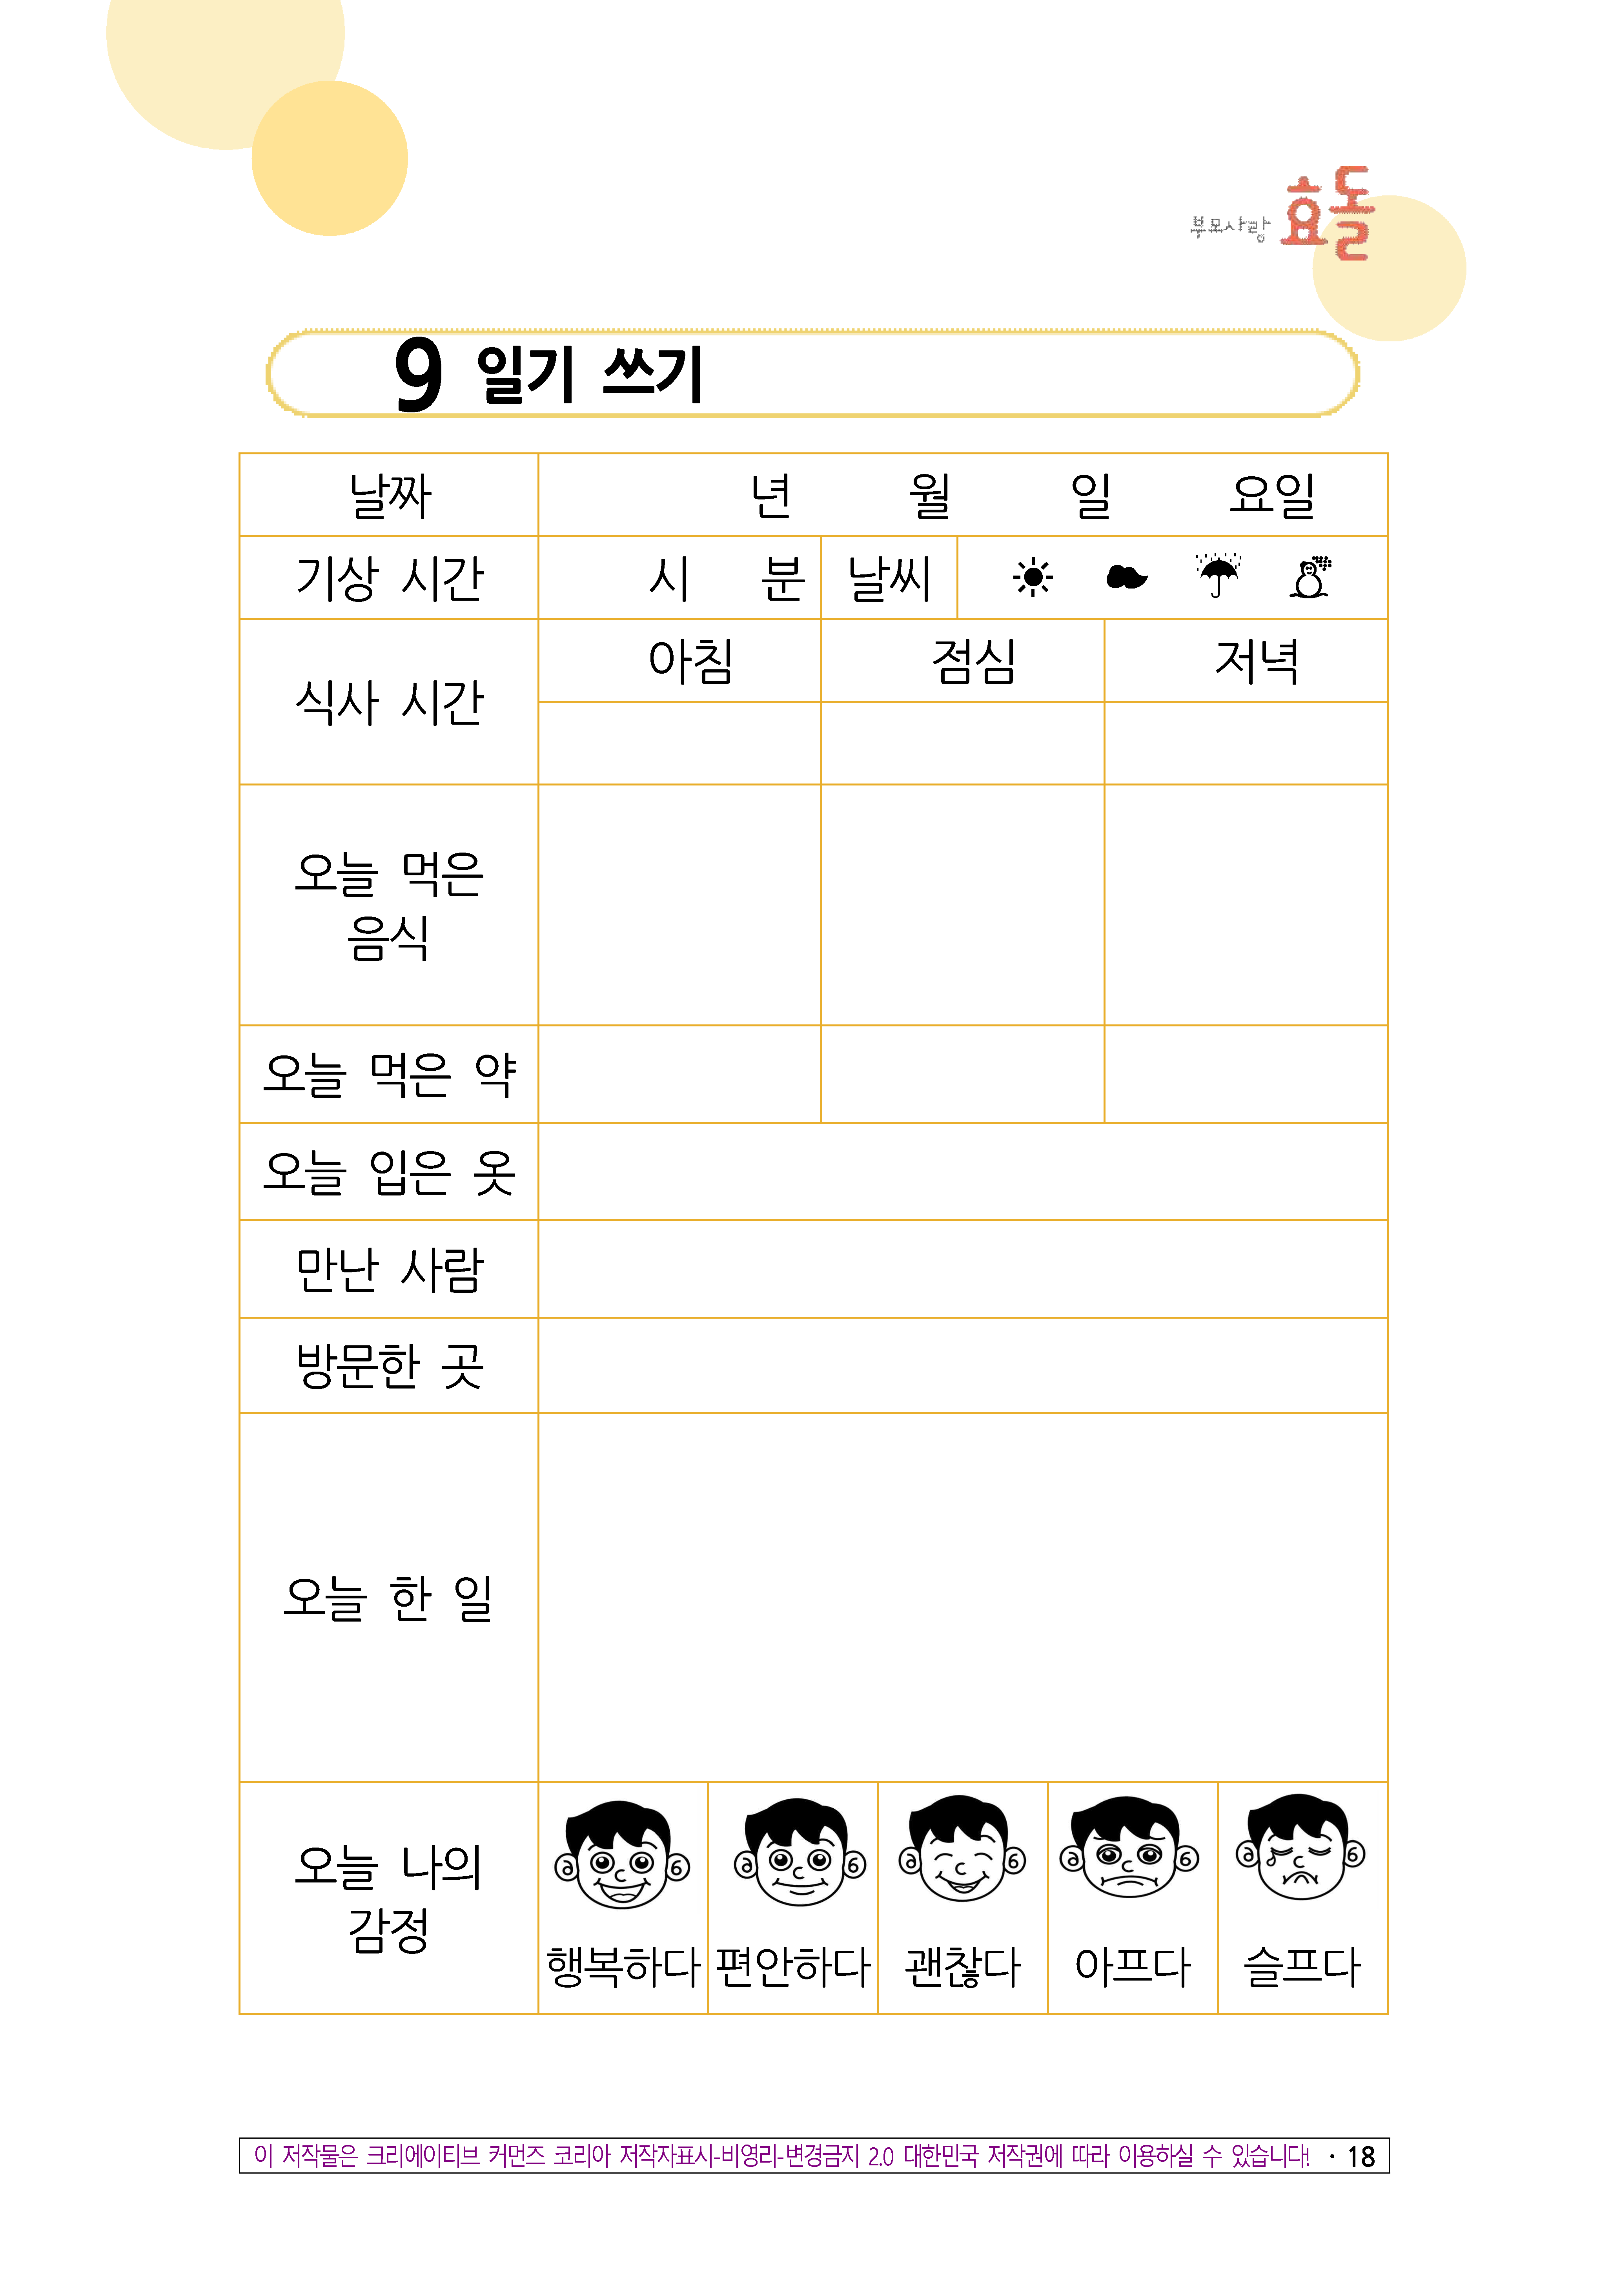 부모사랑 효돌
9 일기 쓰기
날짜 년 월 일 요일
기상 시간 시 분 날씨
식사 시간 아침 점심 저녁
오늘 먹은
음식
오늘 먹은 약
오늘 입은 옷
만난 사람
방문한 곳
오늘 한 일
오늘 나의
감정
행복하다 편안하다 괜찮다 아프다 슬프다
이 저작물은 크리에이티브 커먼즈 코리아 저작자표시-비영리-변경금지 2.0 대한민국 저작권에 따라 이용하실 수 있습니다! · 18